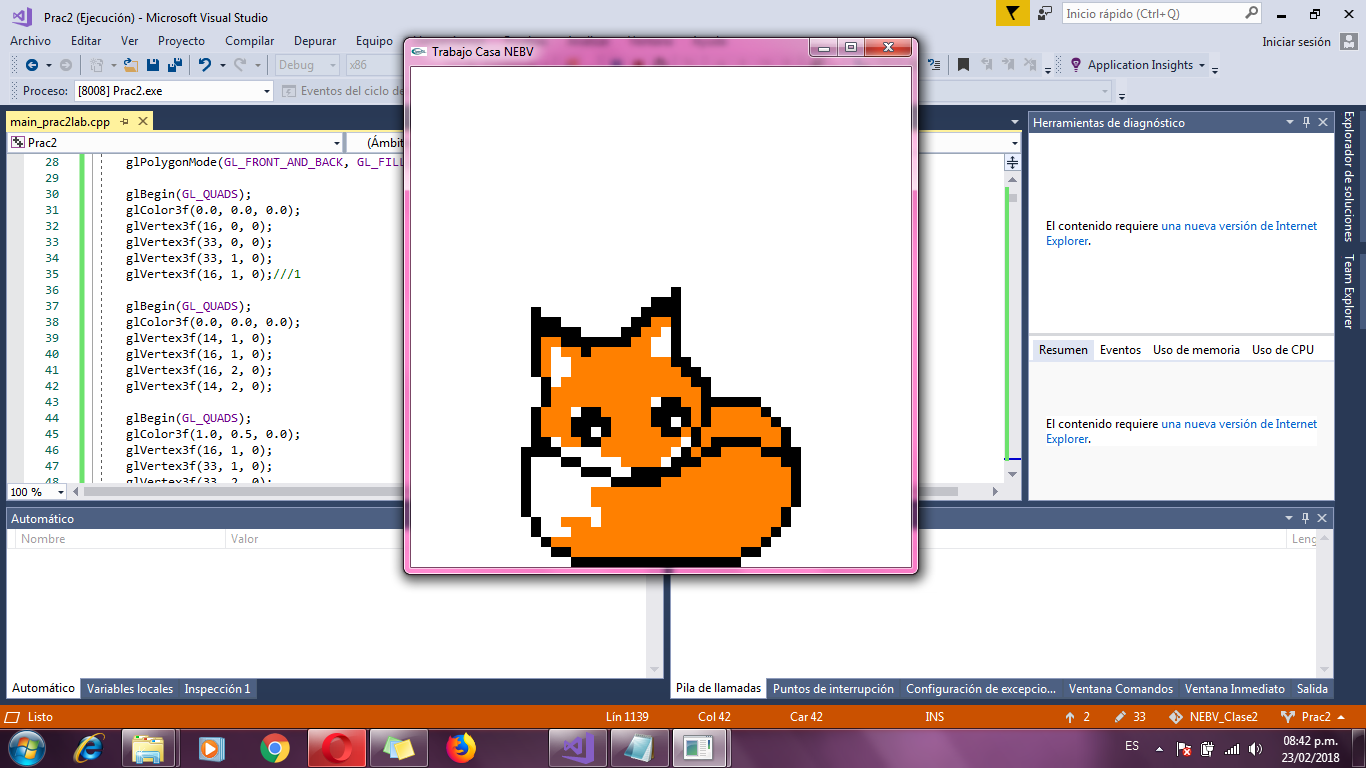 Prac2 (Ejecución) - Microsoft Visual Studio
Inicio rápido (Ctrl+Q)
Archivo Editar Ver Proyecto Compilar Depurar Equipo
Iniciar sesión
Debug x86
Application Insights
Proceso: [8008] Prac2.exe
Eventos del ciclo de
Trabajo Casa NEBV
main_prac2lab.cpp
Prac2
28 glPolygonMode(GL_FRONT_AND_BACK, GL_FILL
29
30 glBegin(GL_QUADS);
31 glColor3f(0.0, 0.0, 0.0);
32 glVertex3f(16, 0, 0);
33 glVertex3f(33, 0, 0);
34 glVertex3f(33, 1, 0);
35 glVertex3f(16, 1, 0);///1
36
37 glBegin(GL_QUADS);
38 glColor3f(0.0, 0.0, 0.0);
39 glVertex3f(14, 1, 0);
40 glVertex3f(16, 1, 0);
41 glVertex3f(16, 2, 0);
42 glVertex3f(14, 2, 0);
43
44 glBegin(GL_QUADS);
45 glColor3f(1.0, 0.5, 0.0);
46 glVertex3f(16, 1, 0);
47 glVertex3f(33, 1, 0);
48 glVertex3f(33, 2, 0);
100 %
Herramientas de diagnóstico
El contenido requiere una nueva versión de Internet
Explorer.
Resumen Eventos Uso de memoria Uso de CPU
El contenido requiere una nueva versión de Internet
Explorer.
Explorador de soluciones
Team Explorer
Automático
Nombre Valor
Leng
Automático Variables locales Inspección 1
Pila de llamadas Puntos de interrupción Configuración de excepcio... Ventana Comandos Ventana Inmediato Salida
Listo Lín 1139 Col 42 Car 42 INS 2 33 NEBV_Clase2 Prac2
ES 08:42 p.m.
23/02/2018